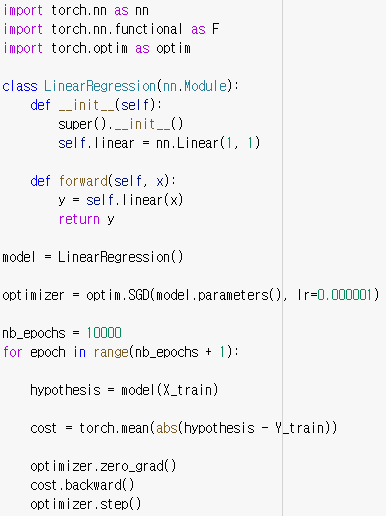 import torch.nn as nn
import torch.nn.functional as F
import torch.optim as optim

class LinearRegression(nn.Module):
    def __init__(self):
        super().__init__()
        self.linear = nn.Linear(1, 1)

    def forward(self, x):
        y = self.linear(x)
        return y

model = LinearRegression()

optimizer = optim.SGD(model.parameters(), lr=0.000001)

nb_epochs = 10000
for epoch in range(nb_epochs + 1):

    hypothesis = model(X_train)

    cost = torch.mean(abs(hypothesis - Y_train))

    optimizer.zero_grad()
    cost.backward()
    optimizer.step()